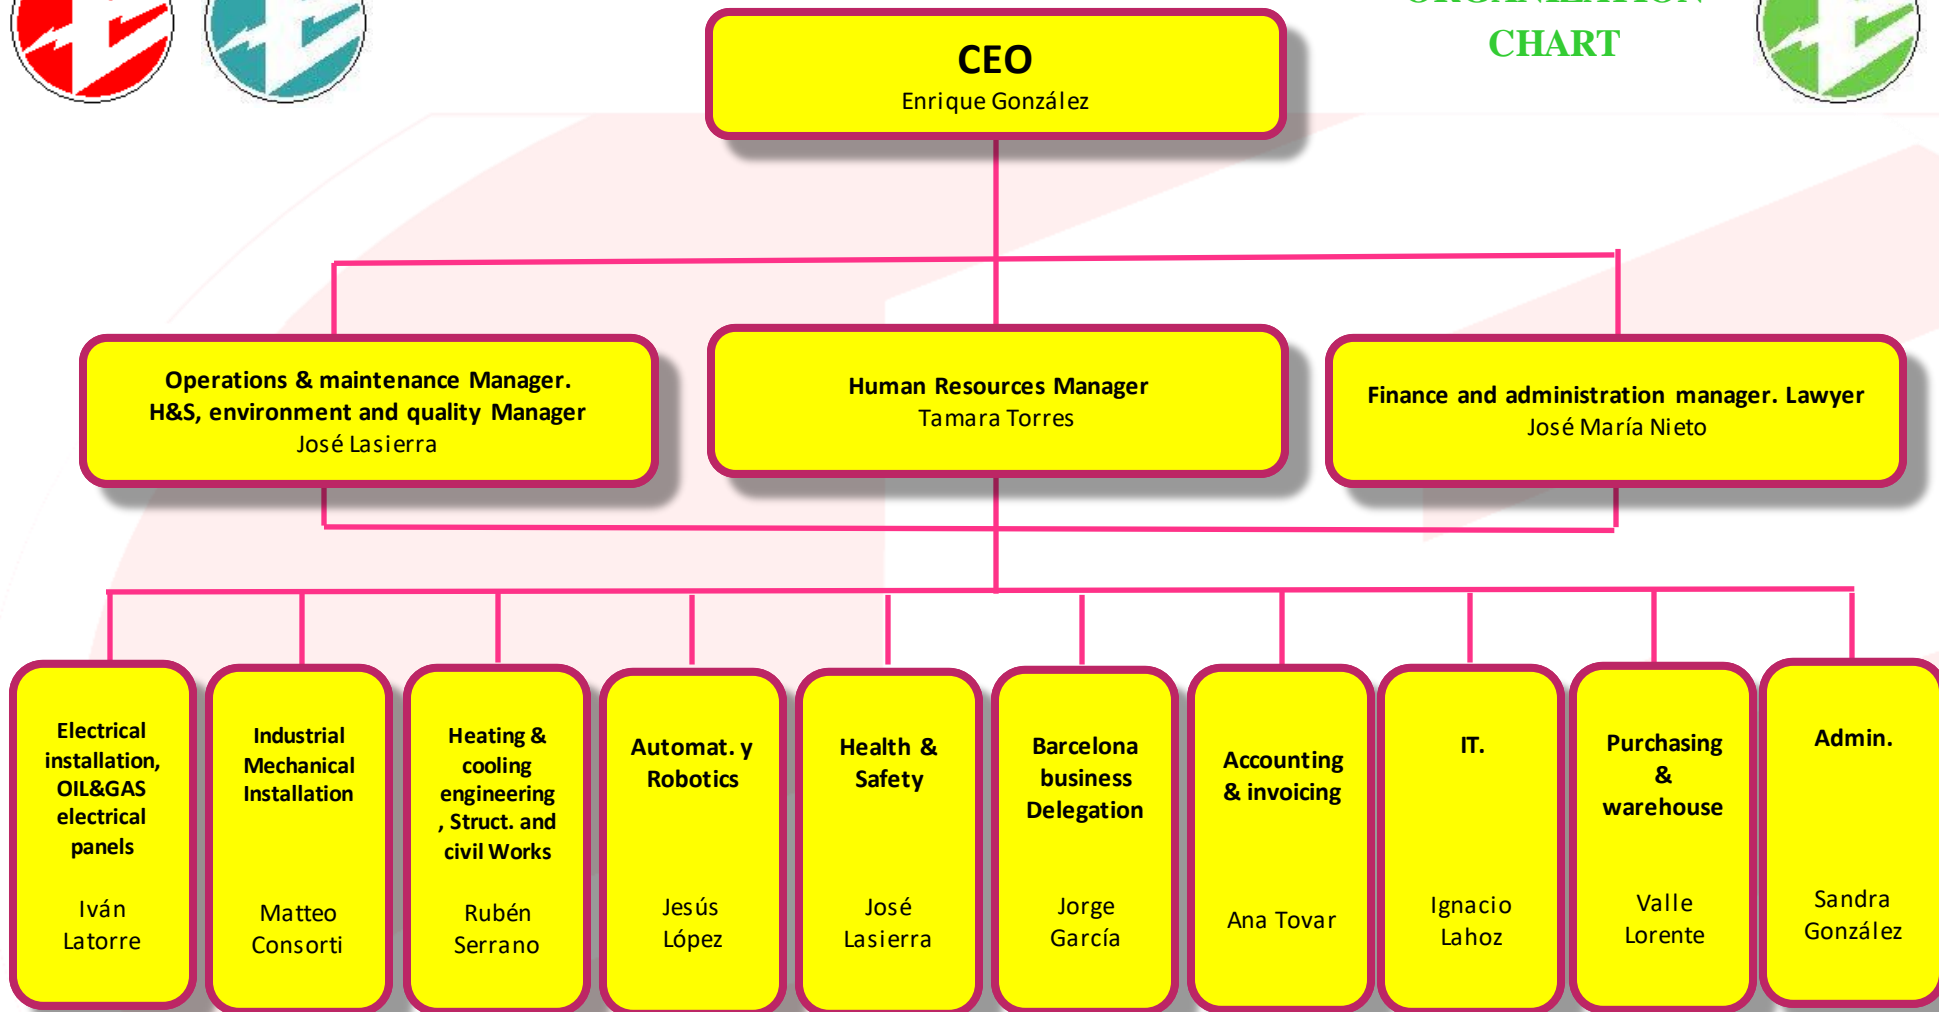 ORGANIZATION
CHART
CEO
Enrique González
Operations & maintenance Manager.
H&S, environment and quality Manager
José Lasierra
Human Resources Manager
Tamara Torres
Finance and administration manager. Lawyer
José María Nieto
Electrical
installation,
OIL&GAS
electrical
panels
Iván
Latorre
Industrial
Mechanical
Installation
Matteo
Consorti
Heating &
cooling
engineering
, Struct. and
civil Works
Rubén
Serrano
Automat. y
Robotics
Jesús
López
Health &
Safety
José
Lasierra
Barcelona
business
Delegation
Jorge
García
Accounting
& invoicing
Ana Tovar
IT.
Ignacio
Lahoz
Purchasing
&
warehouse
Valle
Lorente
Admin.
Sandra
González